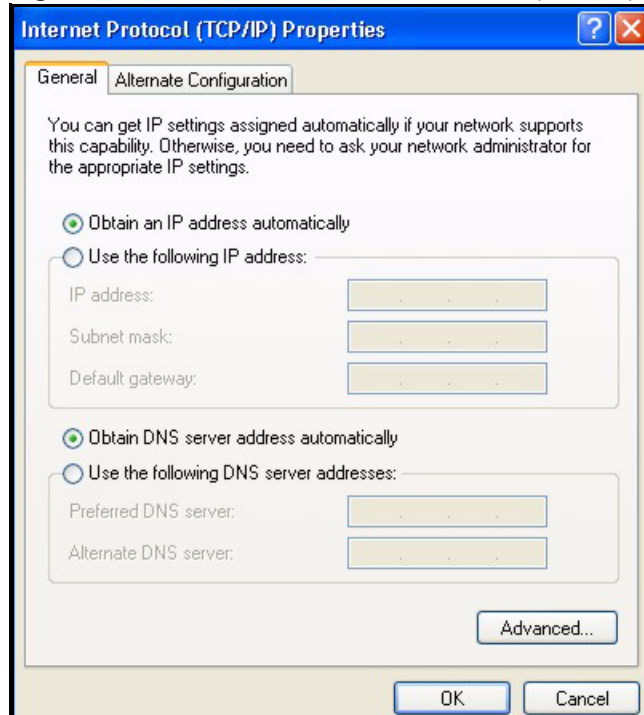 Internet Protocol (TCP/IP) Properties
General
Alternate Configuration
You can get IP settings assigned automatically if your network supports
this capability. Otherwise, you need to ask your network administrator for
the appropriate IP settings.
Obtain an IP address automatically
Use the following IP address:
IP address:
Subnet mask:
Default gateway:
Obtain DNS server address automatically
Use the following DNS server addresses:
Preferred DNS server:
Alternate DNS server:
Advanced...
OK
Cancel